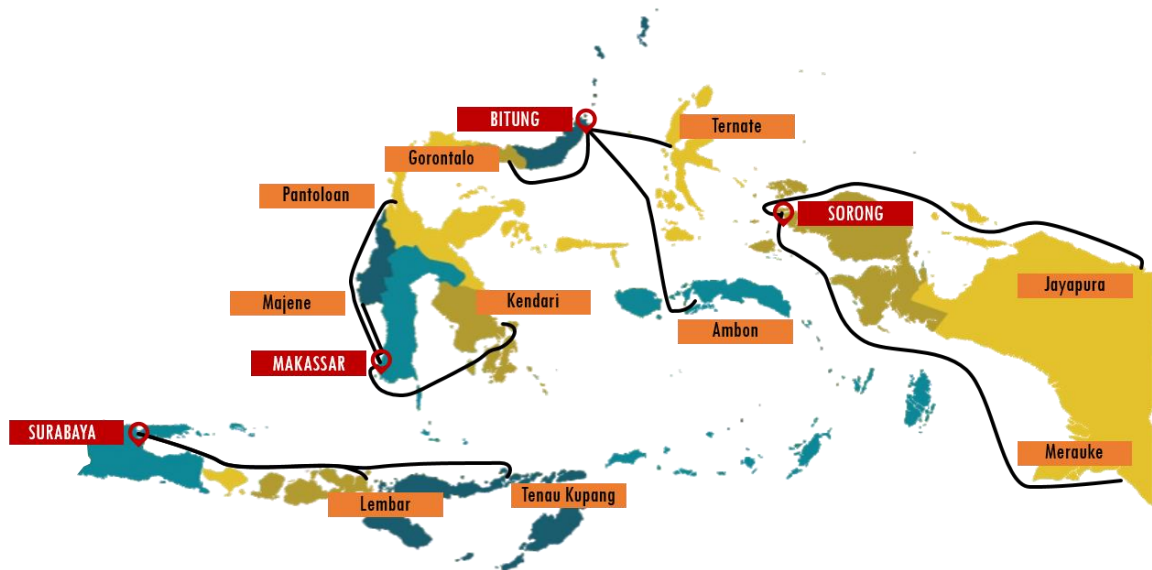 BITUNG
Ternate
Gorontalo
Pantoloan
SORONG
Jayapura
Majene
Kendari
Ambon
MAKASSAR
SURABAYA
Merauke
Lembar
Tenau Kupang